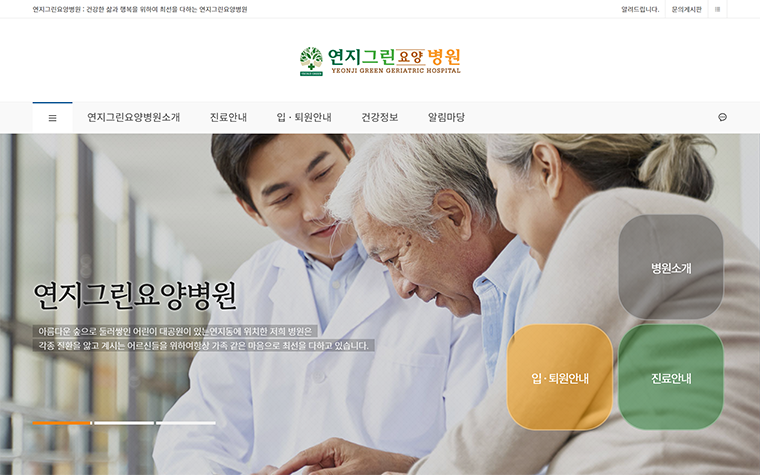 연지그린요양병원 : 건강한 삶과 행복을 위하여 최선을 다하는 연지그린요양병원
알려드립니다.
문의게시판
연지그린요양병원
YEONJI GREEN GERIATRIC HOSPITAL
연지그린요양병원소개
진료안내
입 · 퇴원안내
건강정보
알림마당
연지그린요양병원
아름다운 숲으로 둘러쌓인 어린이 대공원이 있는연지동에 위치한 저희 병원은
각종 질환을 앓고 계시는 어르신들을 위하여항상 가족 같은 마음으로 최선을 다하고 있습니다.
병원소개
입 · 퇴원안내
진료안내